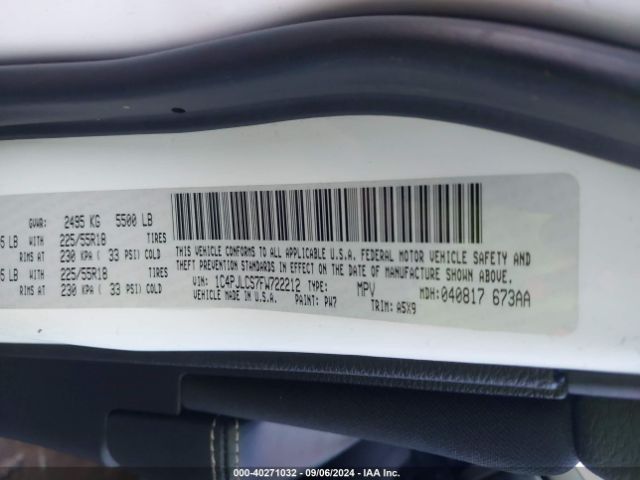 GVWR: 2495 KG 5500 LB
5 LB WITH 225/55R18 TIRES
RIMS AT 230 KPA ( 33 PSI) COLD
5 LB WITH 225/55R18 TIRES
RIMS AT 230 KPA ( 33 PSI) COLD
THIS VEHICLE CONFORMS TO ALL APPLICABLE U.S.A. FEDERAL MOTOR VEHICLE SAFETY AND
THEFT PREVENTION STANDARDS IN EFFECT ON THE DATE OF MANUFACTURE SHOWN ABOVE.
VIN: 1C4PJLCS7FW722212 TYPE: MPV MDH: 040817 673AA
VEHICLE MADE IN U.S.A. PAINT: PW7 TRIM: A5X9
000-40271032 - 09/06/2024 - IAA Inc.